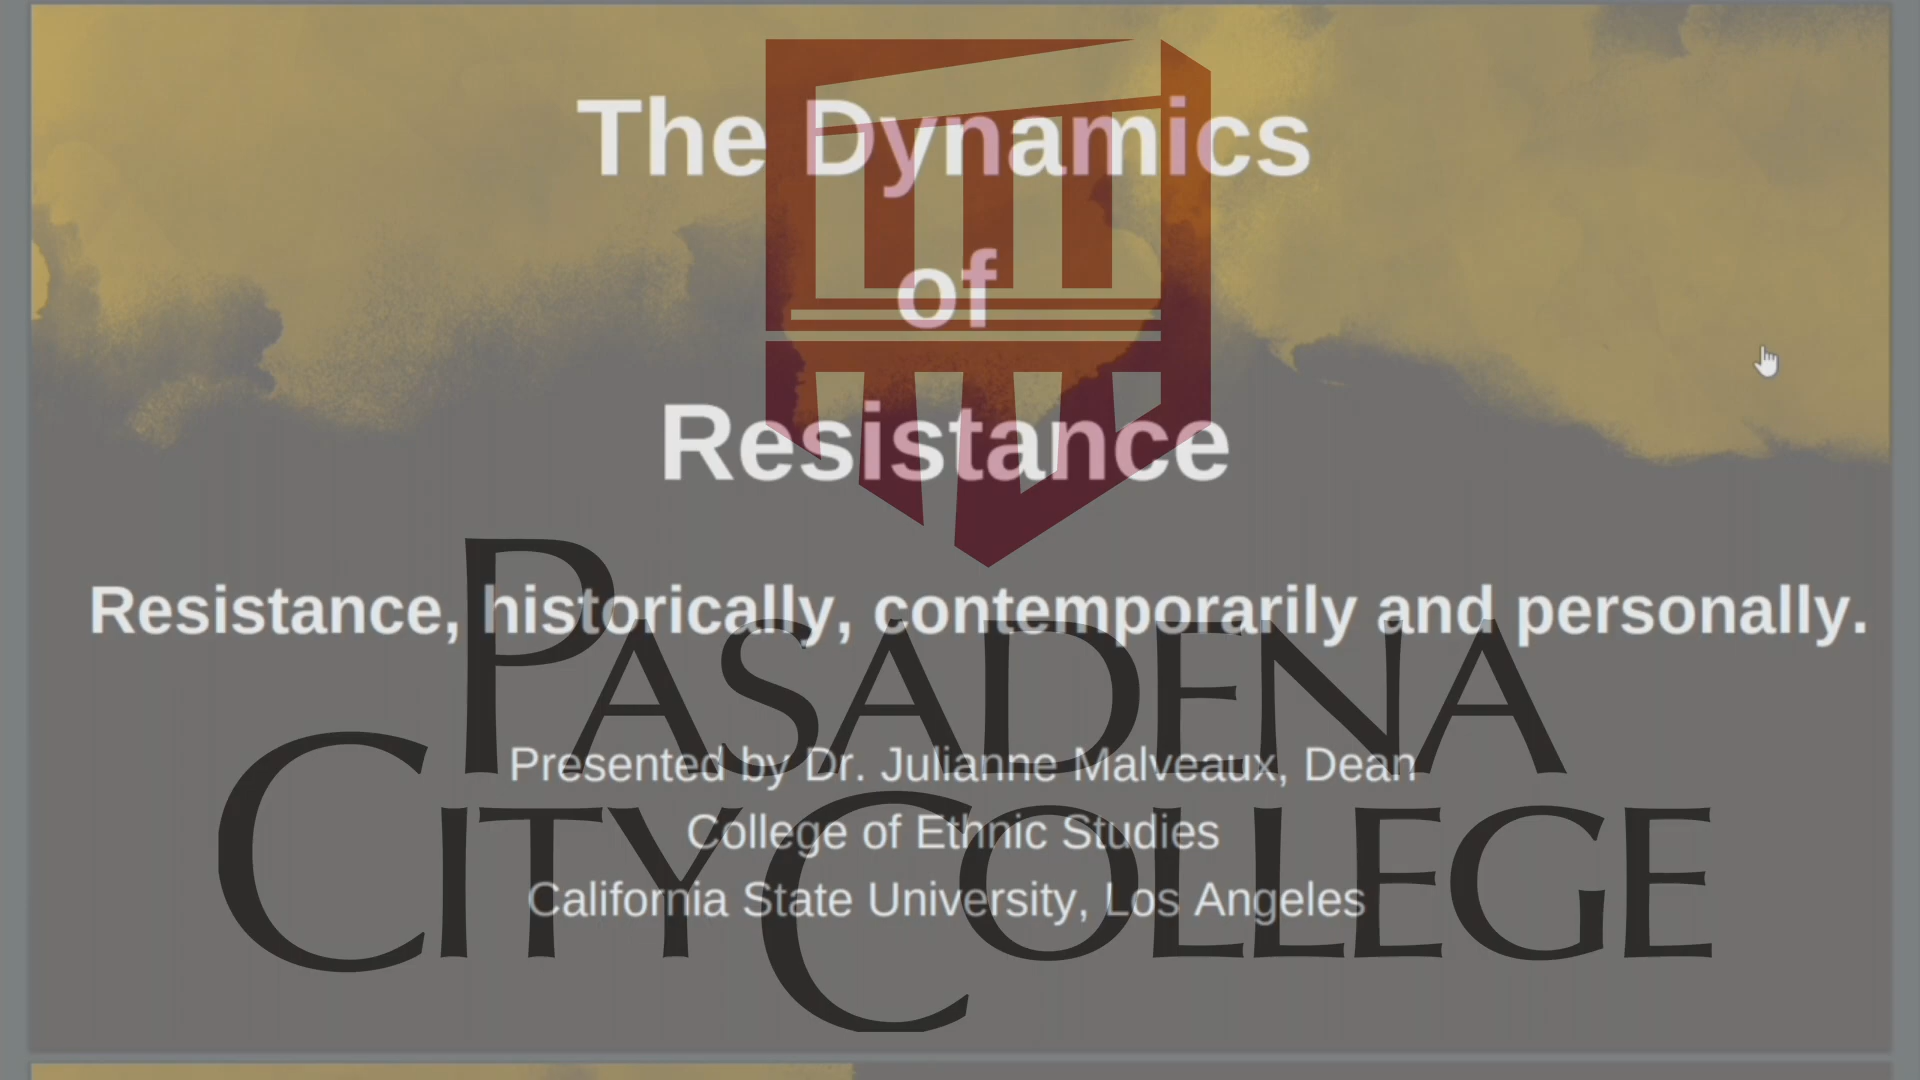 The Dynamics
of
Resistance
Resistance, historically, contemporarily and personally.
PASADENA
CITY COLLEGE
Presented by Dr. Julianne Malveaux, Dean
College of Ethnic Studies
California State University, Los Angeles